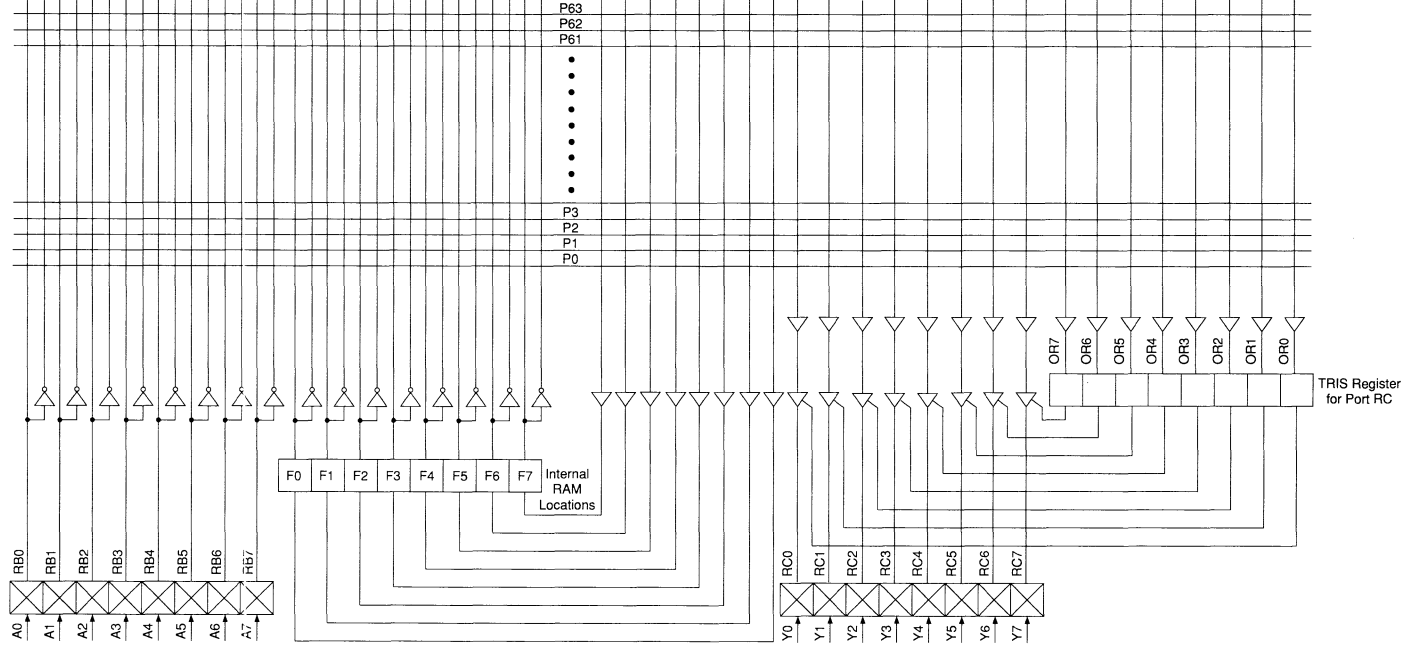 P63
P62
P61
P3
P2
P1
P0
OR7 OR6 OR5 OR4 OR3 OR2 OR1 OR0
TRIS Register
for Port RC
F0 F1 F2 F3 F4 F5 F6 F7
Internal
RAM
Locations
RB0 RB1 RB2 RB3 RB4 RB5 RB6 RB7
RC0 RC1 RC2 RC3 RC4 RC5 RC6 RC7
A0 A1 A2 A3 A4 A5 A6 A7
Y0 Y1 Y2 Y3 Y4 Y5 Y6 Y7